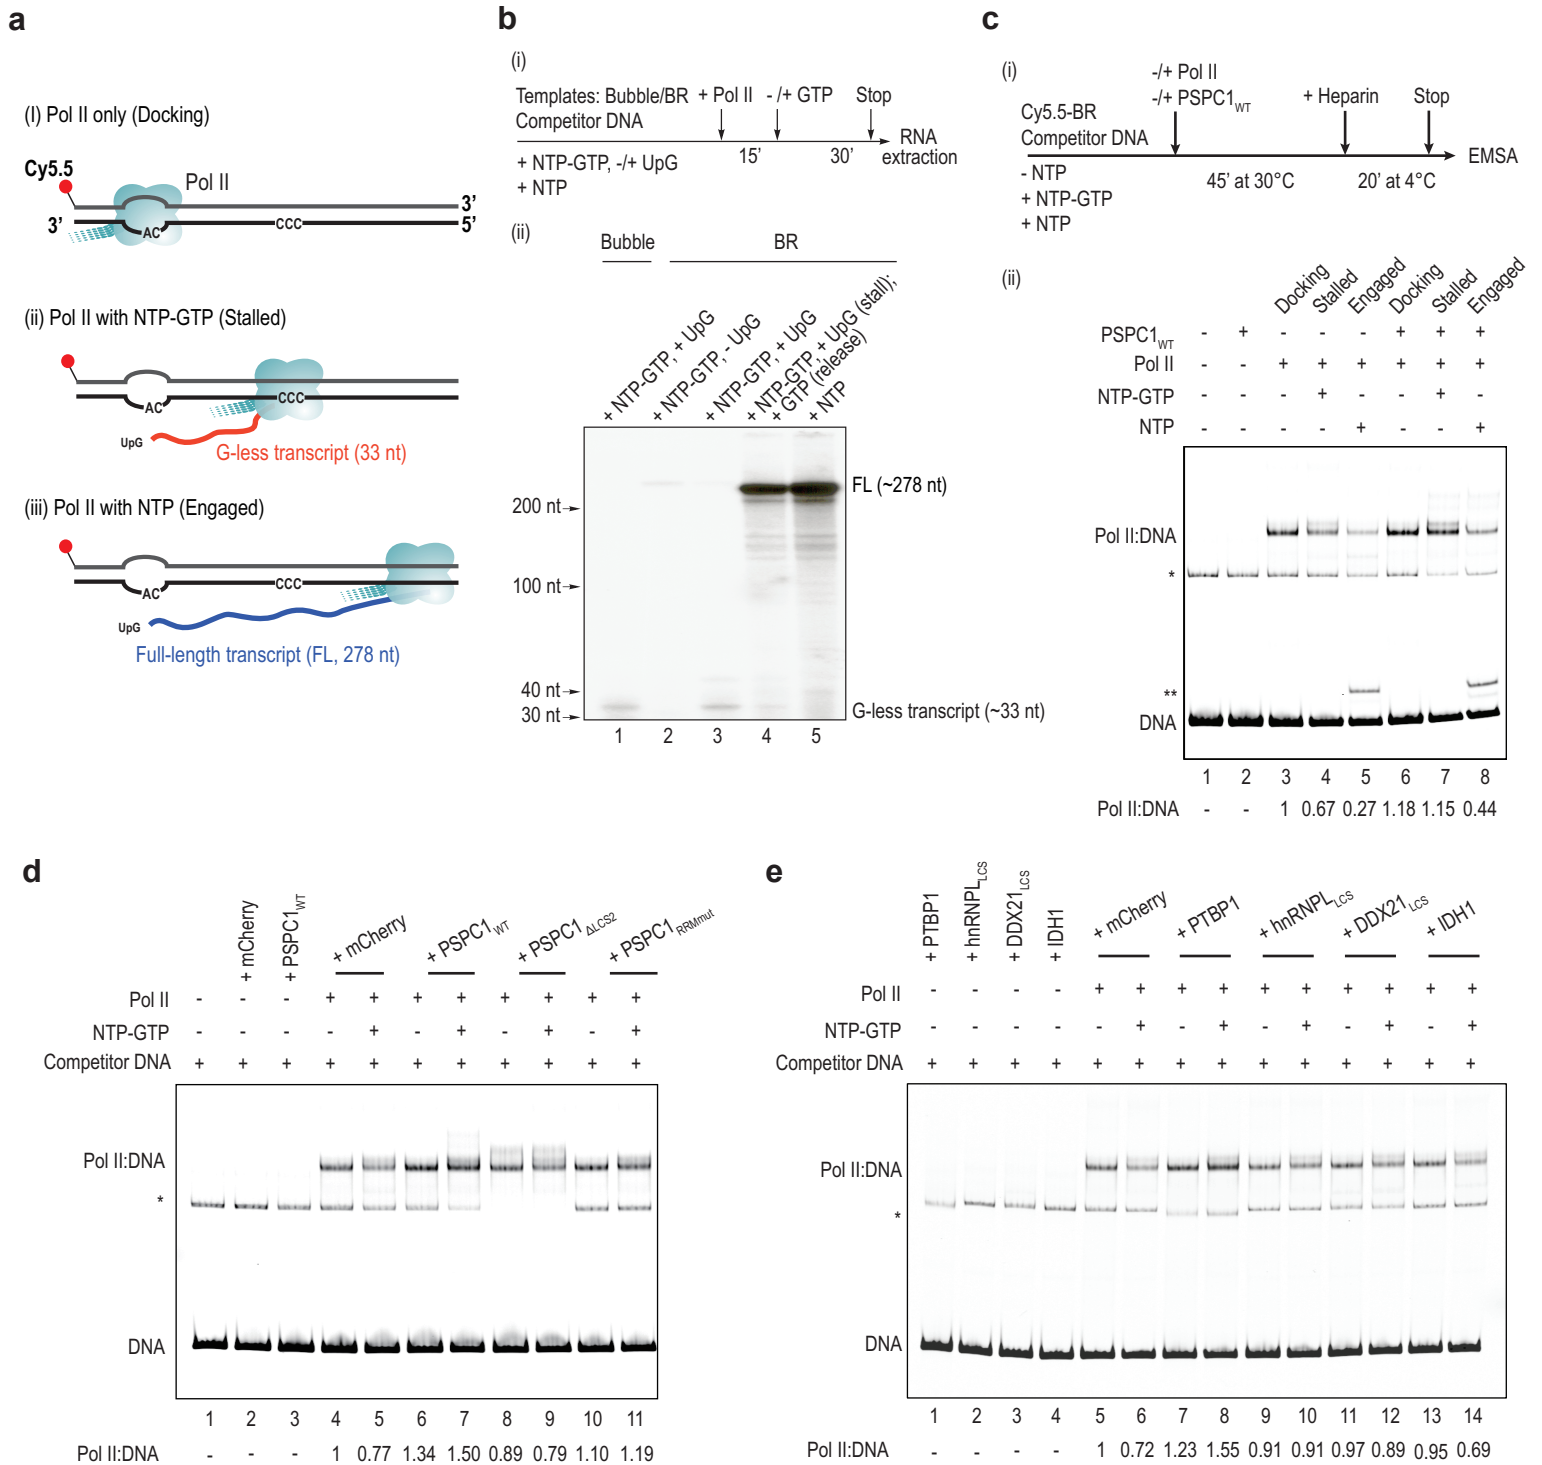 a
(I) Pol II only (Docking)
Cy5.5
Pol II
3’
3’
5’
AC
CCC
(ii) Pol II with NTP-GTP (Stalled)
AC
CCC
UpG
G-less transcript (33 nt)
(iii) Pol II with NTP (Engaged)
AC
CCC
UpG
Full-length transcript (FL, 278 nt)
b
(i)
Templates: Bubble/BR
Competitor DNA
+ Pol II
- /+ GTP
Stop
+ NTP-GTP, -/+ UpG
+ NTP
15’
30’
RNA
extraction
(ii)
Bubble
BR
+ NTP-GTP, + UpG
+ NTP-GTP, - UpG
+ NTP-GTP, + UpG
+ NTP-GTP, + UpG (stall);
+ GTP (release)
+ NTP
200 nt
100 nt
40 nt
30 nt
FL (~278 nt)
G-less transcript (~33 nt)
1 2 3 4 5
c
(i)
-/+ Pol II
-/+ PSPC1WT
+ Heparin
Stop
Cy5.5-BR
Competitor DNA
- NTP
+ NTP-GTP
+ NTP
45’ at 30°C
20’ at 4°C
EMSA
(ii)
Docking Stalled Engaged Docking Stalled Engaged
PSPC1WT - + + + +
Pol II - - + + + + + +
NTP-GTP - - - + - - + -
NTP - - - - + - - +
Pol II:DNA
*
**
DNA
1 2 3 4 5 6 7 8
Pol II:DNA - - 1 0.67 0.27 1.18 1.15 0.44
d
+ mCherry
+ PSPC1WT
+ mCherry
+ PSPC1WT
+ PSPC1ΔLCS2
+ PSPC1RRMmut
Pol II - - - + + + + + + + +
NTP-GTP - - - - + - + - + - +
Competitor DNA + + + + + + + + + + +
Pol II:DNA
*
DNA
1 2 3 4 5 6 7 8 9 10 11
Pol II:DNA - - - 1 0.77 1.34 1.50 0.89 0.79 1.10 1.19
e
+ PTBP1
+ hnRNPLLCS
+ DDX21LCS
+ IDH1
+ mCherry
+ PTBP1
+ hnRNPLLCS
+ DDX21LCS
+ IDH1
Pol II - - - - + + + + + + + + + +
NTP-GTP - - - - - + - + - + - + - +
Competitor DNA + + + + + + + + + + + + + +
Pol II:DNA
*
DNA
1 2 3 4 5 6 7 8 9 10 11 12 13 14
Pol II:DNA - - - - 1 0.72 1.23 1.55 0.91 0.91 0.97 0.89 0.95 0.69